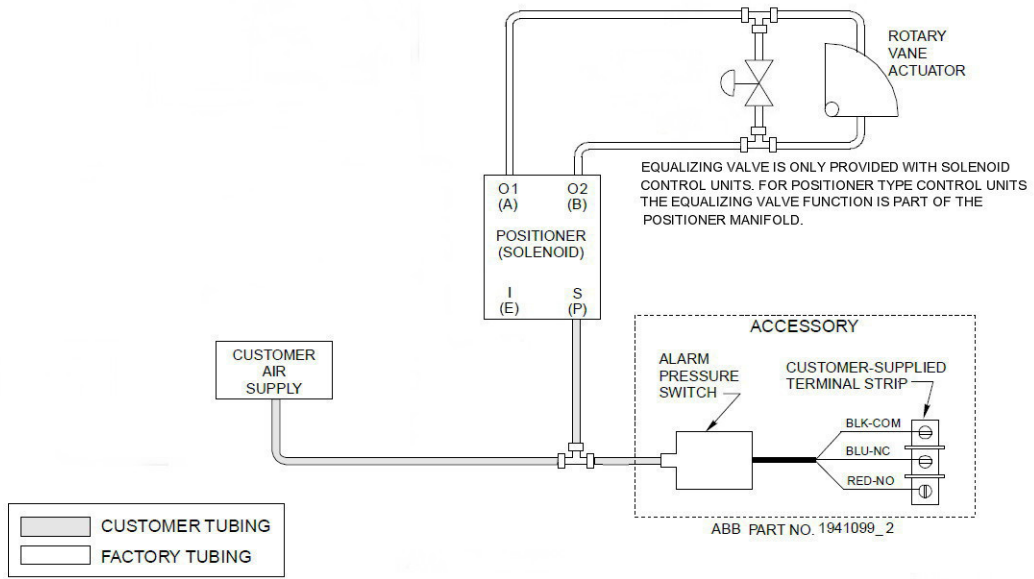 ROTARY
VANE
ACTUATOR
EQUALIZING VALVE IS ONLY PROVIDED WITH SOLENOID
CONTROL UNITS. FOR POSITIONER TYPE CONTROL UNITS
THE EQUALIZING VALVE FUNCTION IS PART OF THE
POSITIONER MANIFOLD.
O1 O2
(A) (B)
POSITIONER
(SOLENOID)
I S
(E) (P)
CUSTOMER
AIR
SUPPLY
ACCESSORY
ALARM
PRESSURE
SWITCH
CUSTOMER-SUPPLIED
TERMINAL STRIP
BLK-COM
BLU-NC
RED-NO
ABB PART NO. 1941099_2
CUSTOMER TUBING
FACTORY TUBING